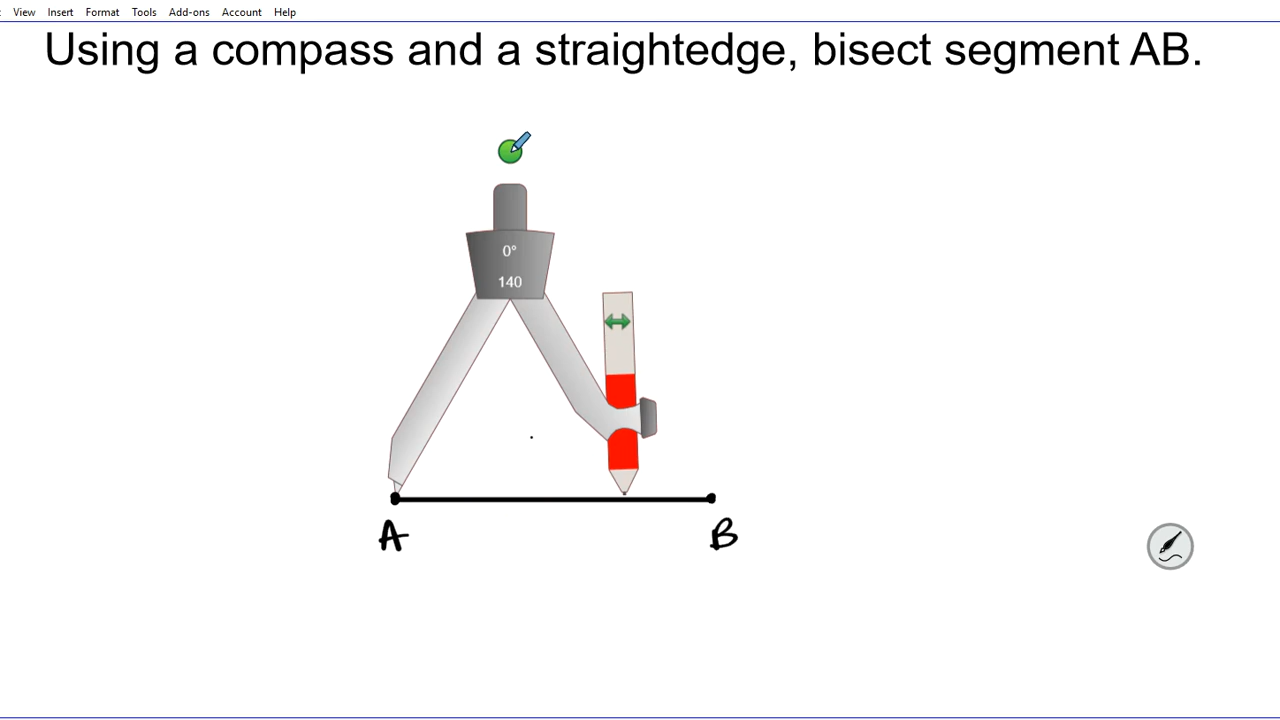 View Insert Format Tools Add-ons Account Help
Using a compass and a straightedge, bisect segment AB.
0°
140
A B